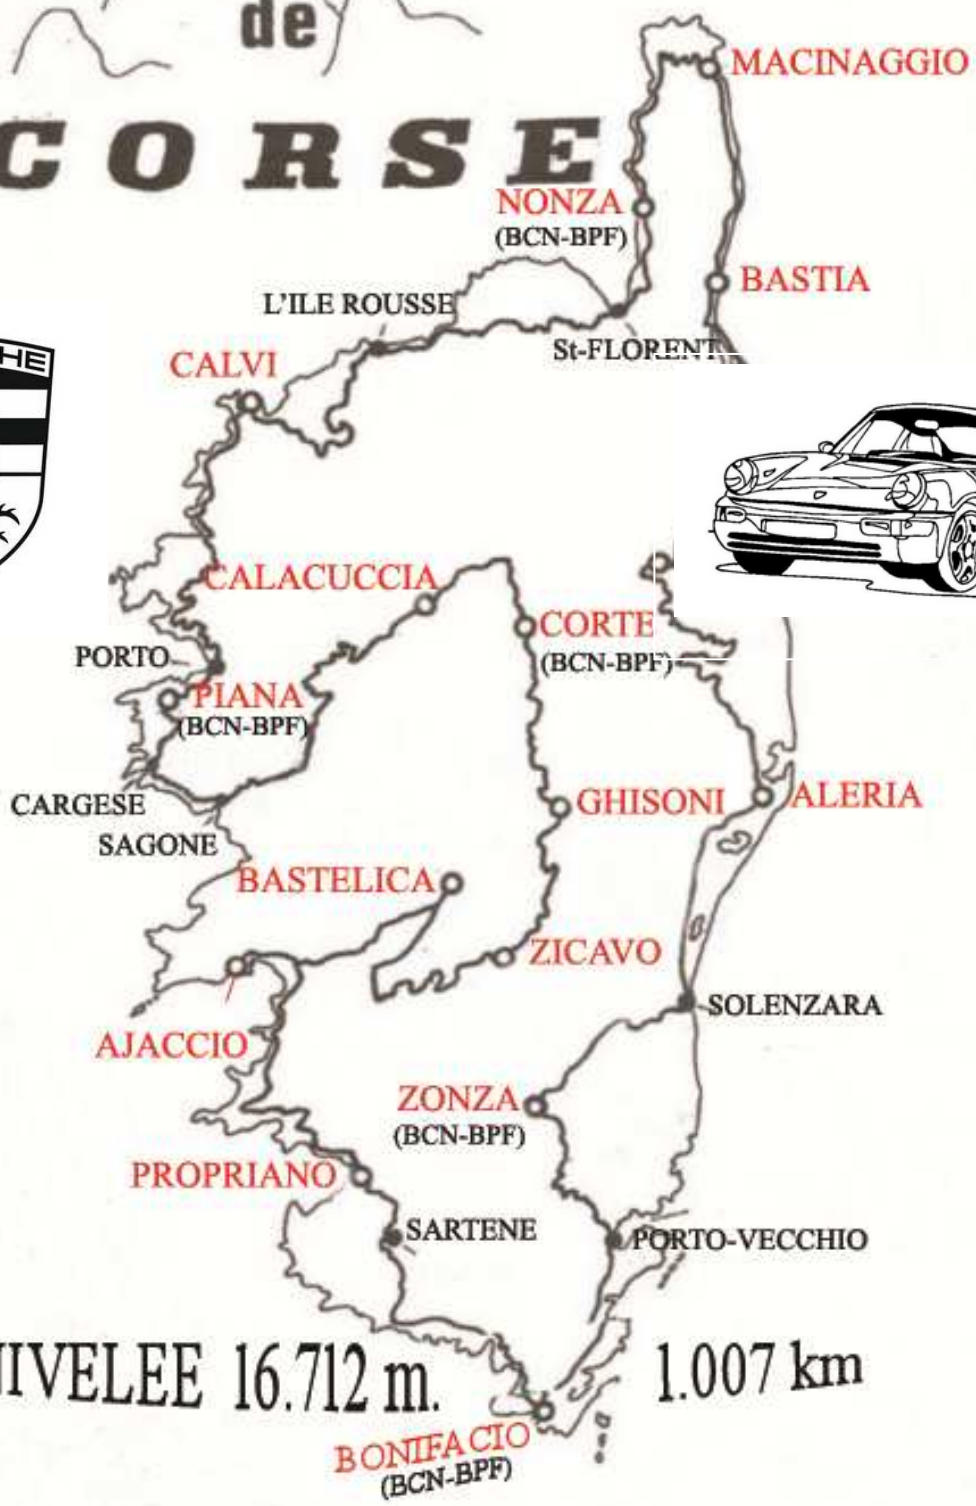 de
CORSE
MACINAGGIO
NONZA
(BCN-BPF)
BASTIA
L'ILE ROUSSE
St-FLORENT
HE
CALVI
CALACUCCIA
CORTE
(BCN-BPF)
PORTO
PIANA
(BCN-BPF)
CARGESE
GHISONI
ALERIA
SAGONE
BASTELICA
ZICAVO
SOLENZARA
AJACCIO
ZONZA
(BCN-BPF)
PROPRIANO
SARTENE
PORTO-VECCHIO
NIVELEE 16.712 m.
1.007 km
BONIFACIO
(BCN-BPF)